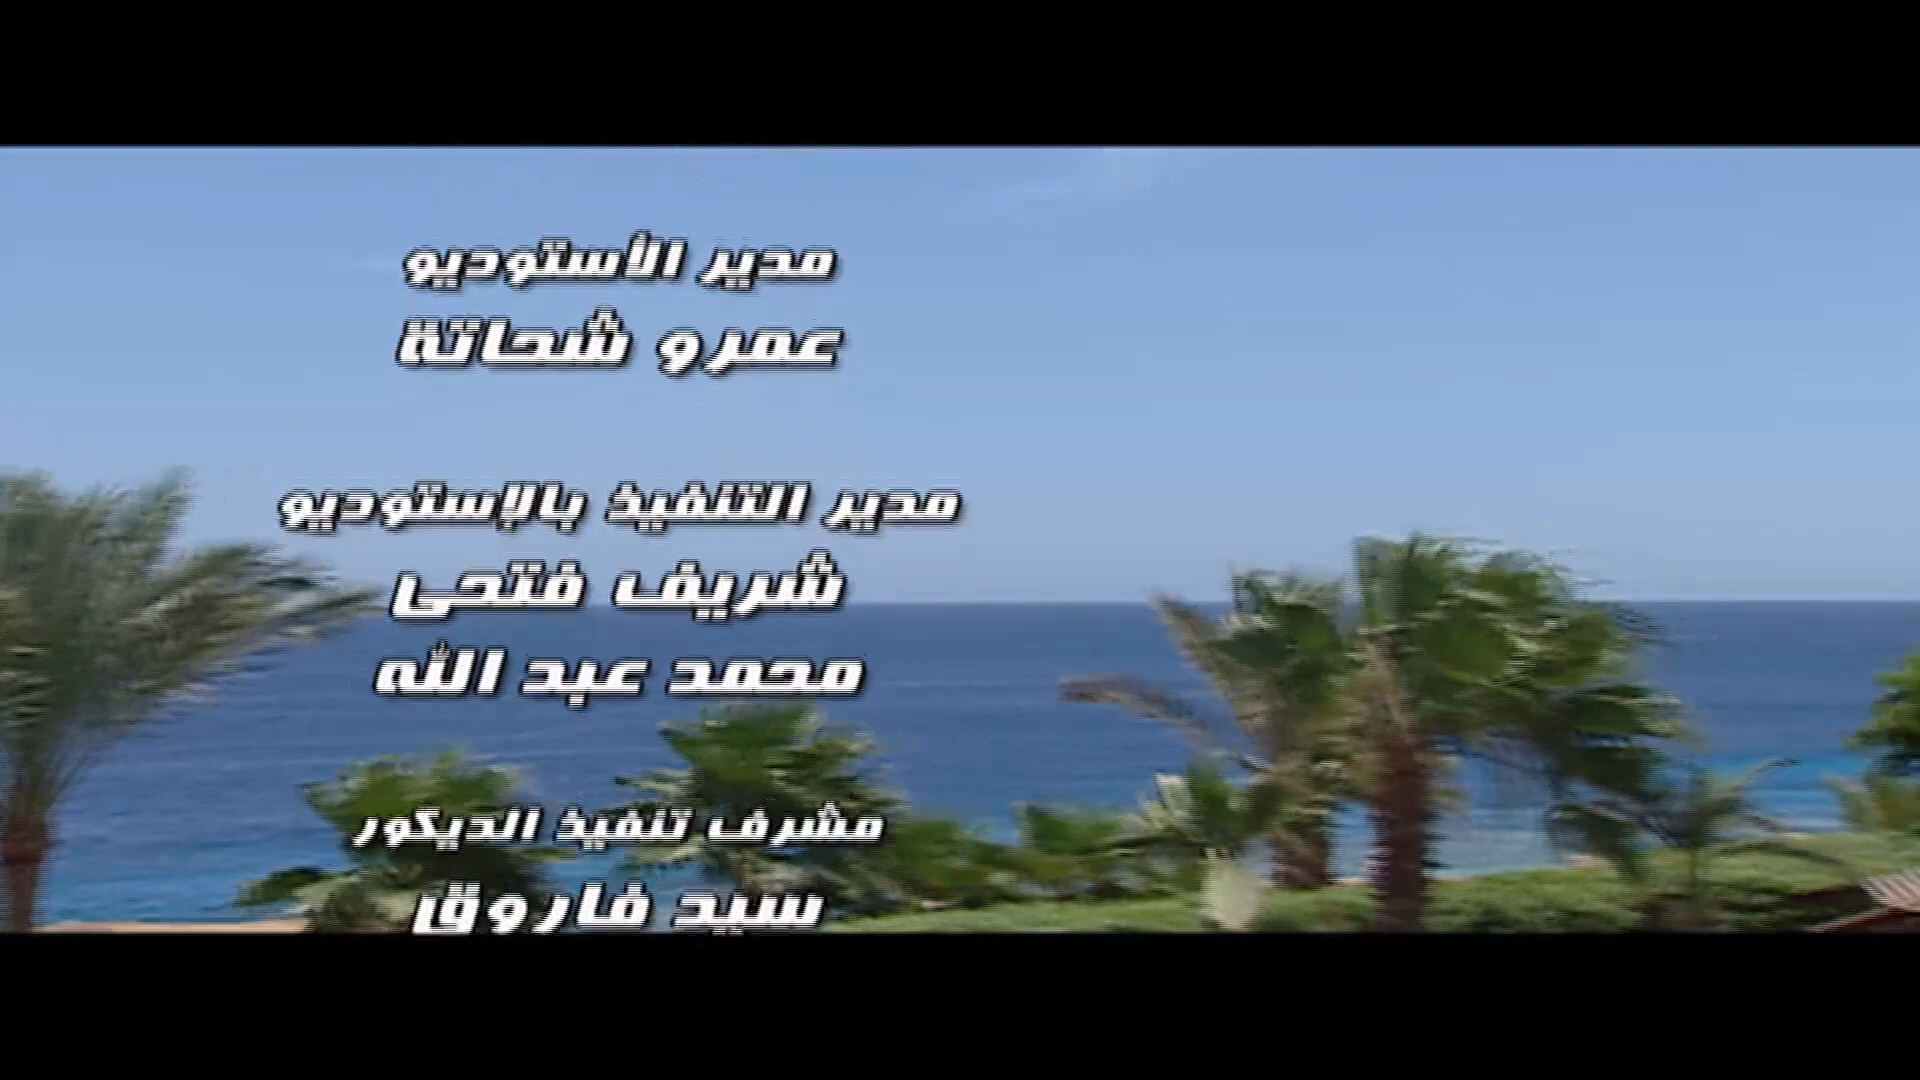 مدير الأستوديو
عمرو شحاتة
مدير التنفيذ بالإستوديو
شريف فتحى
محمد عبد الله
مشرف تنفيذ الديكور
سيد فاروق